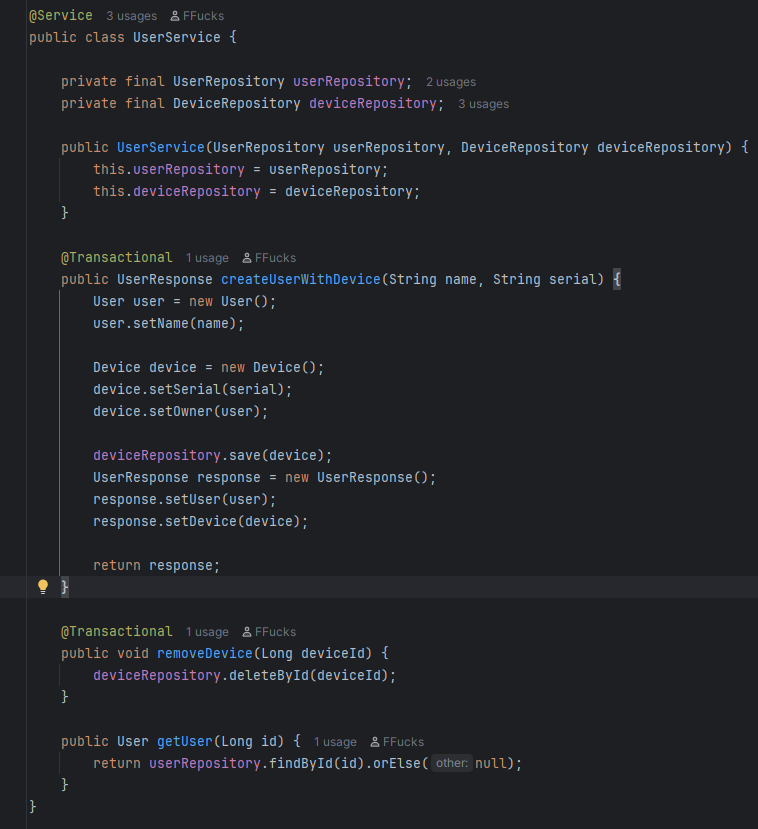 @Service 3 usages FFucks
public class UserService {
private final UserRepository userRepository; 2 usages
private final DeviceRepository deviceRepository; 3 usages
public UserService(UserRepository userRepository, DeviceRepository deviceRepository) {
this.userRepository = userRepository;
this.deviceRepository = deviceRepository;
}
@Transactional 1 usage FFucks
public UserResponse createUserWithDevice(String name, String serial) {
User user = new User();
user.setName(name);
Device device = new Device();
device.setSerial(serial);
device.setOwner(user);
deviceRepository.save(device);
UserResponse response = new UserResponse();
response.setUser(user);
response.setDevice(device);
return response;
}
@Transactional 1 usage FFucks
public void removeDevice(Long deviceId) {
deviceRepository.deleteById(deviceId);
}
public User getUser(Long id) { 1 usage FFucks
return userRepository.findById(id).orElse( other: null);
}
}